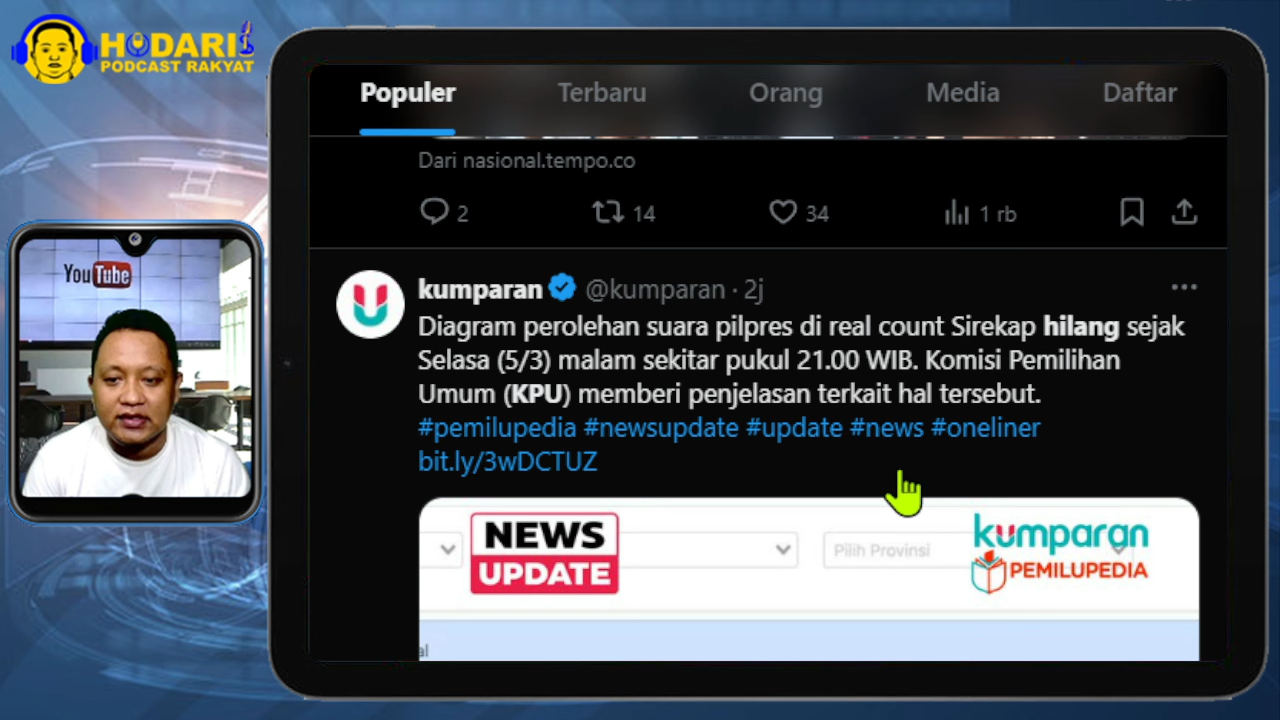 HODARI
PODCAST RAKYAT
Populer Terbaru Orang Media Daftar
Dari nasional.tempo.co
2 14 34 1 rb
kumparan @kumparan · 2j
Diagram perolehan suara pilpres di real count Sirekap hilang sejak
Selasa (5/3) malam sekitar pukul 21.00 WIB. Komisi Pemilihan
Umum (KPU) memberi penjelasan terkait hal tersebut.
#pemilupedia #newsupdate #update #news #oneliner
bit.ly/3wDCTUZ
NEWS
UPDATE
Pilih Provinsi
kumparan
PEMILUPEDIA
YouTube